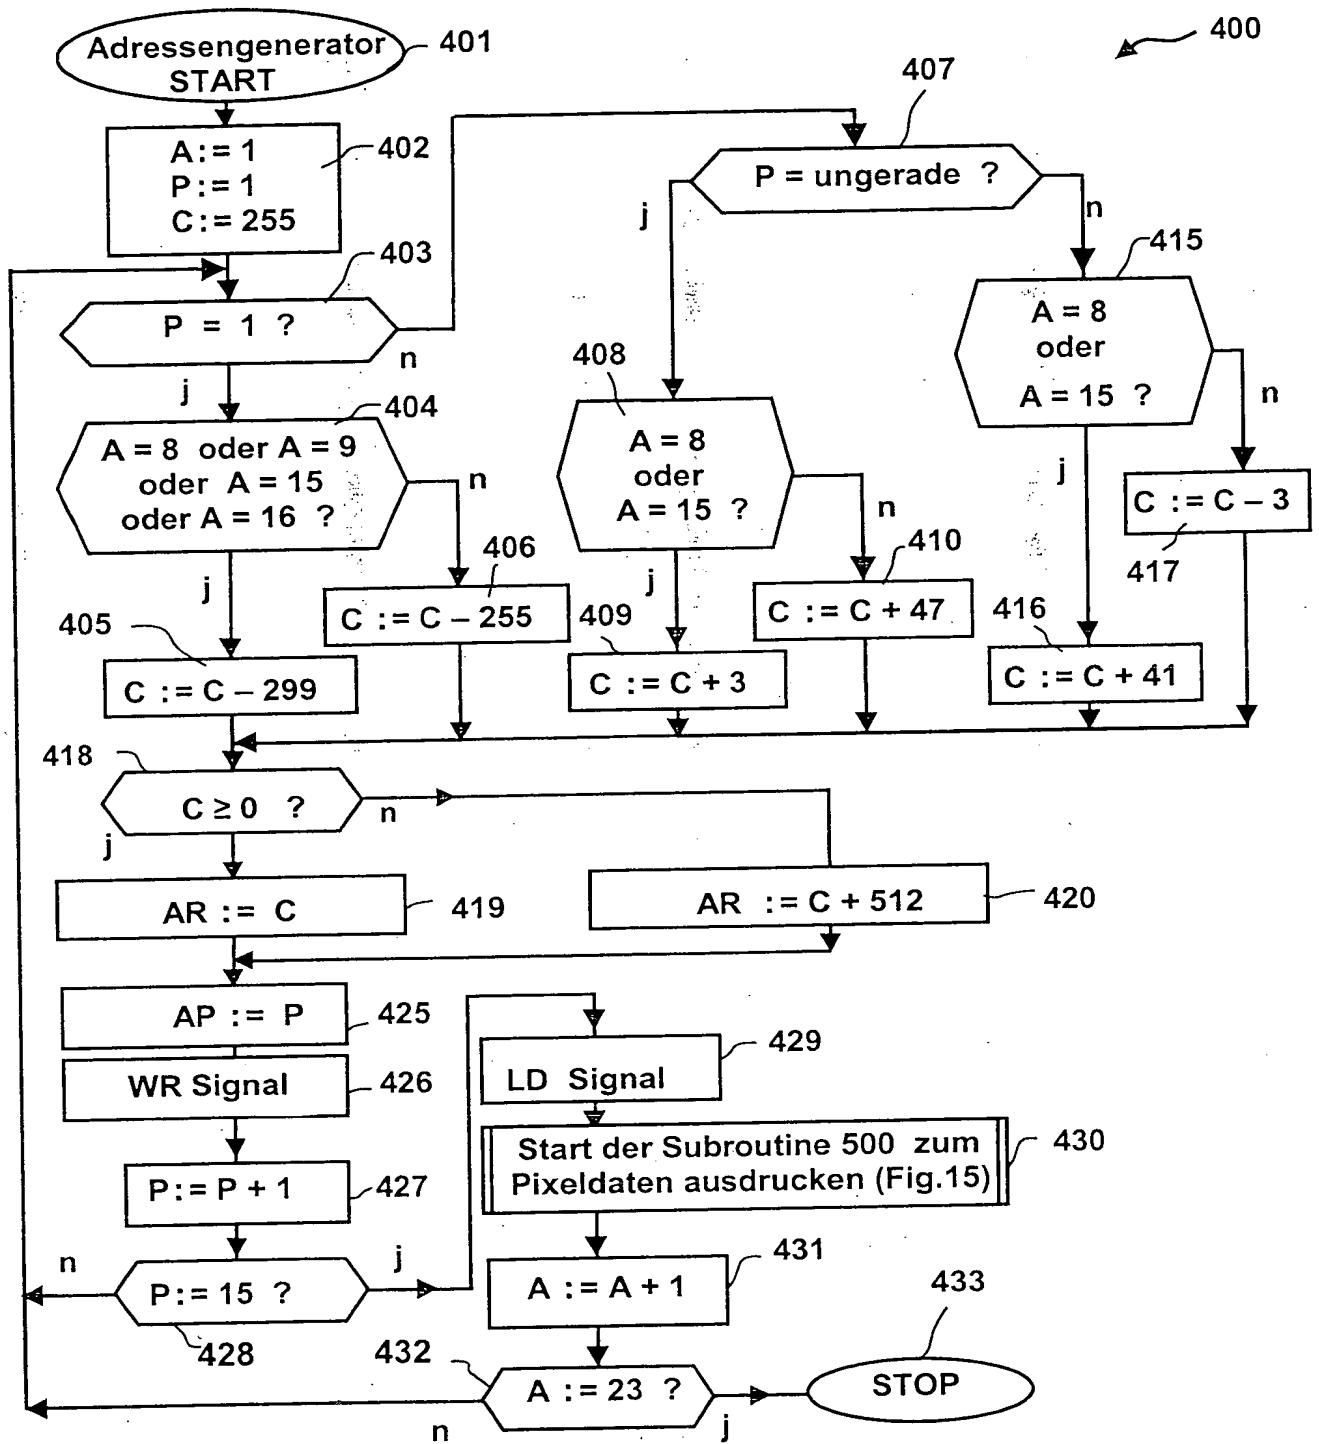 Adressengenerator
START
401
400
A := 1
P := 1
C := 255
402
407
P = ungerade ?
j
n
403
P = 1 ?
n
j
415
A = 8
oder
A = 15 ?
n
j
408
A = 8
oder
A = 15 ?
n
j
404
A = 8 oder A = 9
oder A = 15
oder A = 16 ?
n
j
C := C – 3
417
406
C := C – 255
410
C := C + 47
405
C := C – 299
409
C := C + 3
416
C := C + 41
418
C ≥ 0 ?
n
j
AR := C
419
AR := C + 512
420
AP := P
425
WR Signal
426
P := P + 1
427
n
P := 15 ?
j
428
LD Signal
429
Start der Subroutine 500 zum
Pixeldaten ausdrucken (Fig.15)
430
A := A + 1
431
432
A := 23 ?
n
j
433
STOP